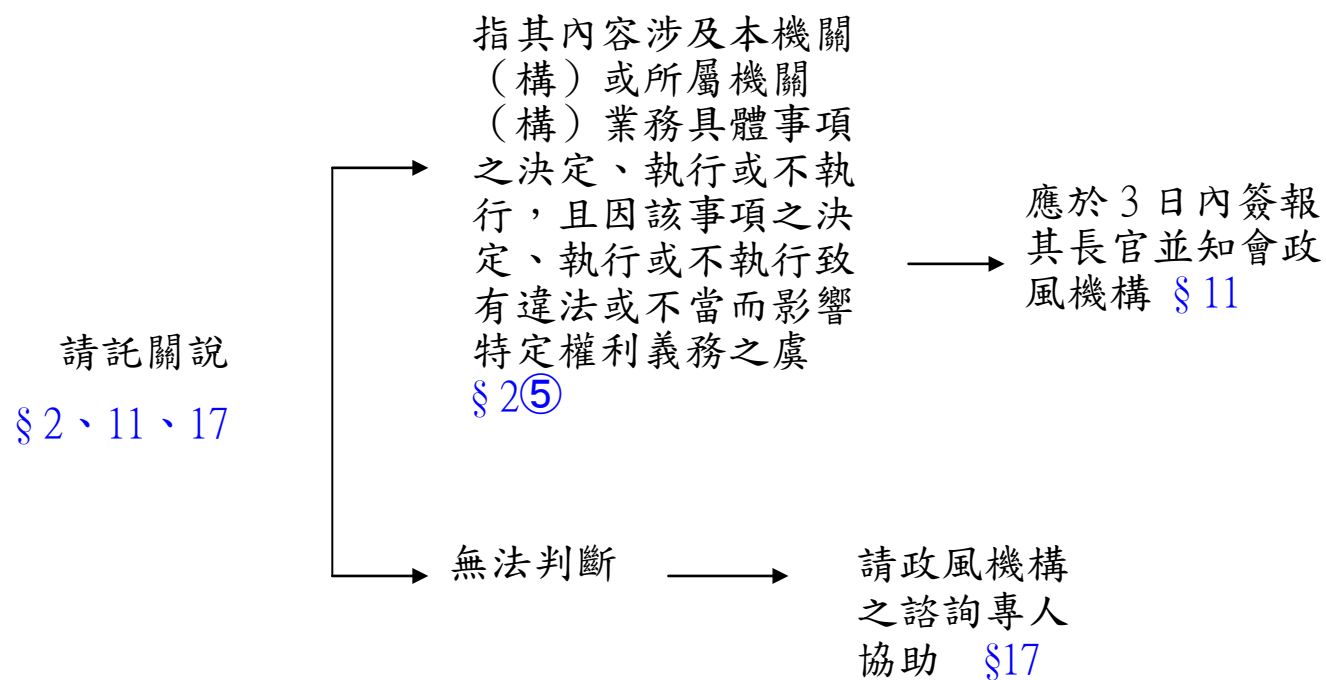 請託關說
§2、11、17
指其內容涉及本機關
（構）或所屬機關
（構）業務具體事項
之決定、執行或不執
行，且因該事項之決
定、執行或不執行致
有違法或不當而影響
特定權利義務之虞
§2⑤
應於3日內簽報
其長官並知會政
風機構 §11
無法判斷
請政風機構
之諮詢專人
協助 §17